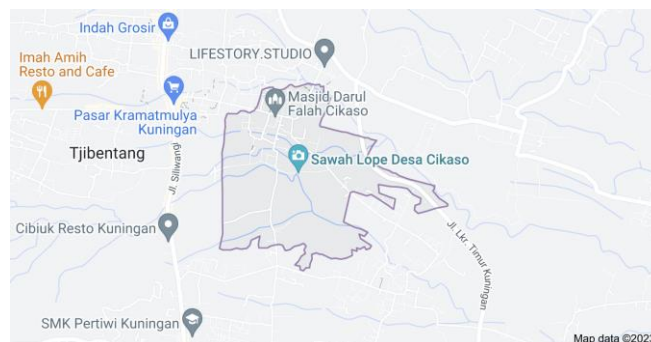 Indah Grosir
LIFESTORY.STUDIO
Imah Amih
Resto and Cafe
Masjid Darul
Falah Cikaso
Pasar Kramatmulya
Kuningan
Tjibentang
Sawah Lope Desa Cikaso
Jl. Siliwangi
Cibiuk Resto Kuningan
Jl. Lkr. Timur Kuningan
SMK Pertiwi Kuningan
Map data ©202